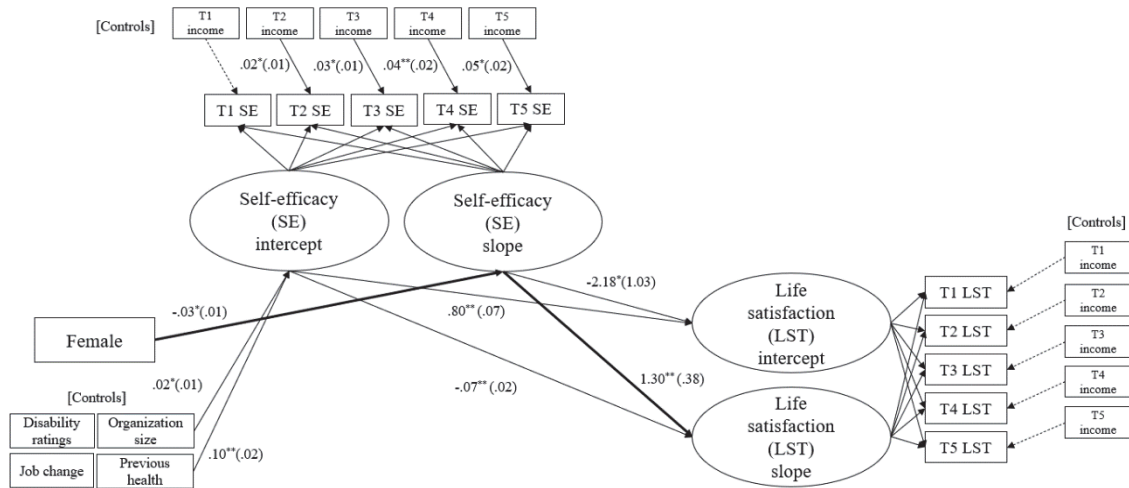 [Controls]
T1
income
T2
income
T3
income
T4
income
T5
income
.02*(.01)
.03*(.01)
.04**(.02)
.05*(.02)
T1 SE
T2 SE
T3 SE
T4 SE
T5 SE
Self-efficacy
(SE)
intercept
Self-efficacy
(SE)
slope
-.03*(.01)
Female
.02*(.01)
[Controls]
Disability
ratings
Organization
size
Job change
Previous
health
.10**(.02)
-2.18*(1.03)
.80**(.07)
-.07**(.02)
1.30**(.38)
Life
satisfaction
(LST)
intercept
Life
satisfaction
(LST)
slope
T1 LST
T2 LST
T3 LST
T4 LST
T5 LST
[Controls]
T1
income
T2
income
T3
income
T4
income
T5
income